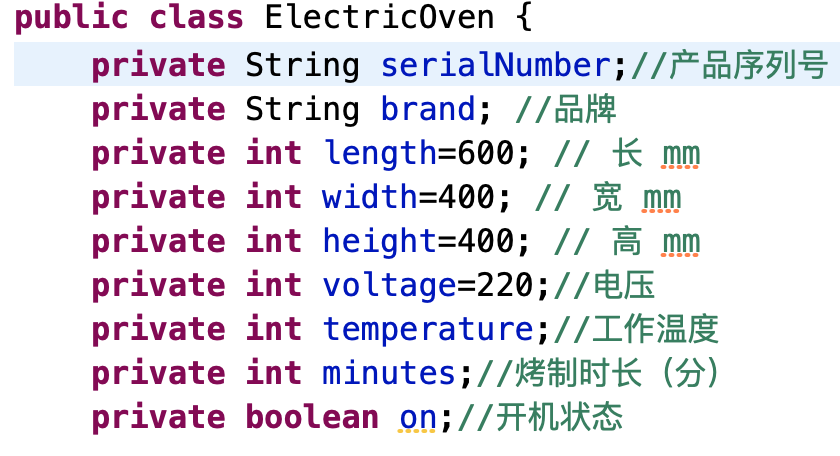 public class ElectricOven {
private String serialNumber;//产品序列号
private String brand; //品牌
private int length=600; // 长 mm
private int width=400; // 宽 mm
private int height=400; // 高 mm
private int voltage=220;//电压
private int temperature;//工作温度
private int minutes;//烤制时长（分）
private boolean on;//开机状态